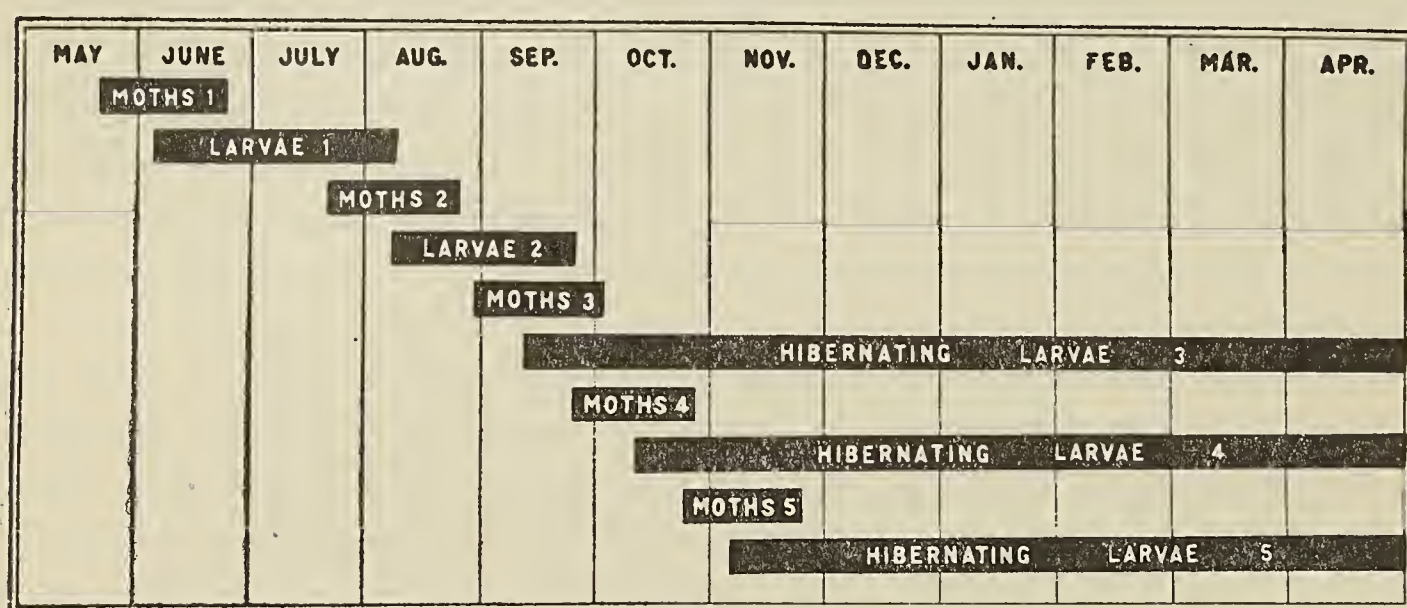 MAY JUNE JULY AUG. SEP. OCT. NOV. DEC. JAN. FEB. MAR. APR.
MOTHS 1
LARVAE 1
MOTHS 2
LARVAE 2
MOTHS 3
HIBERNATING LARVAE 3
MOTHS 4
HIBERNATING LARVAE 4
MOTHS 5
HIBERNATING LARVAE 5